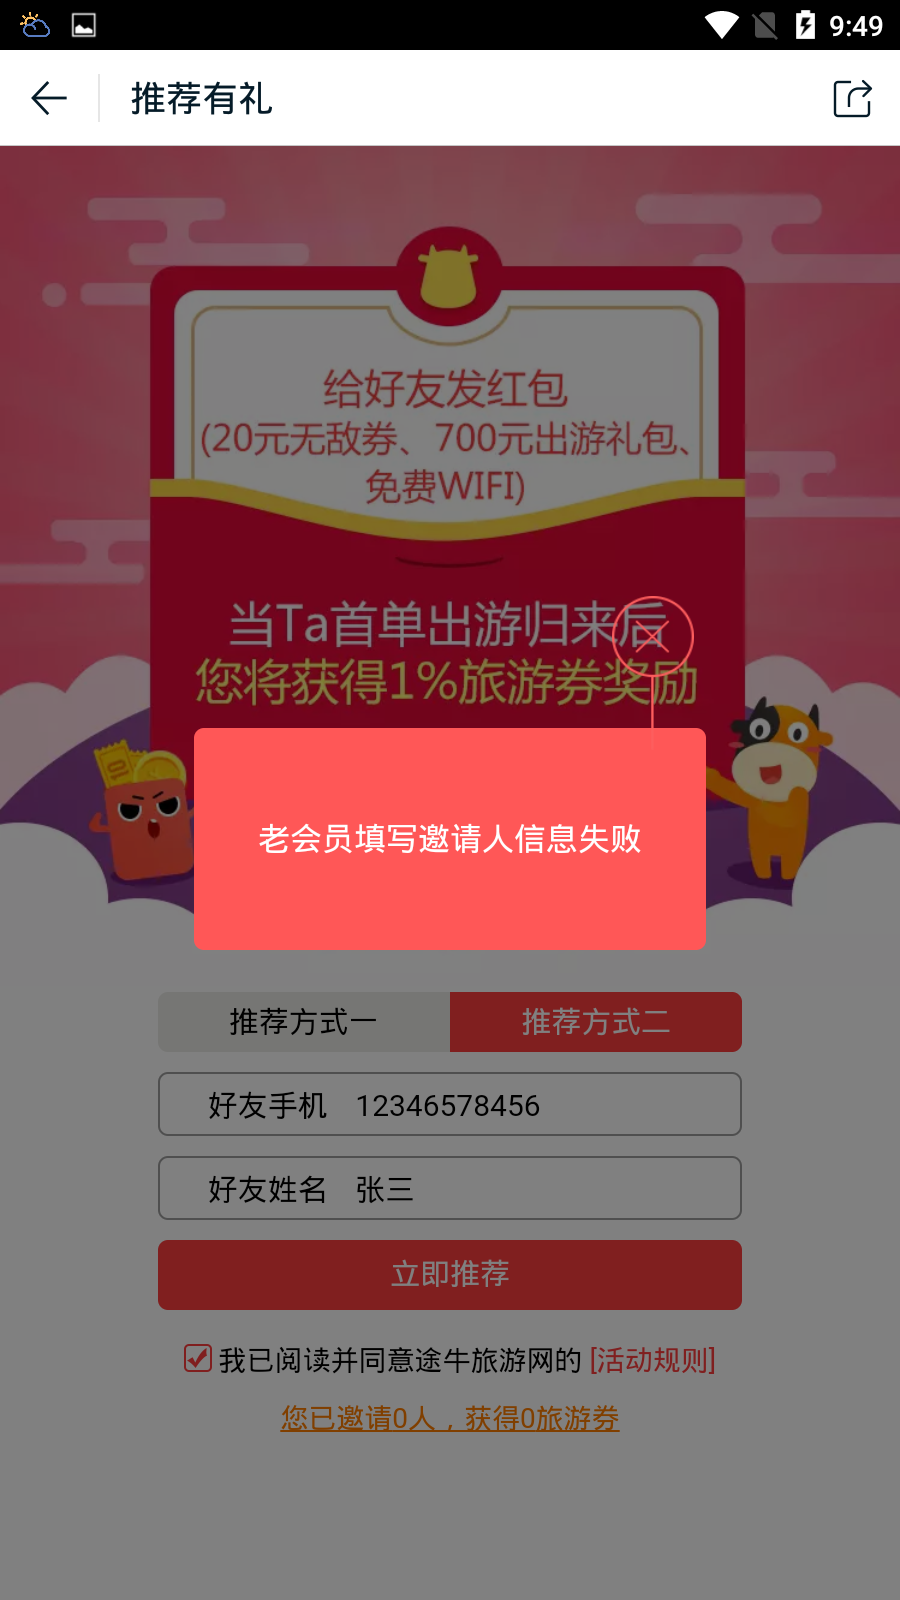 9:49
推荐有礼
给好友发红包
(20元无敌券、700元出游礼包、
免费WIFI)
当Ta首单出游归来后
您将获得1%旅游券奖励
老会员填写邀请人信息失败
推荐方式一 推荐方式二
好友手机 12346578456
好友姓名 张三
立即推荐
我已阅读并同意途牛旅游网的 [活动规则]
您已邀请0人，获得0旅游券